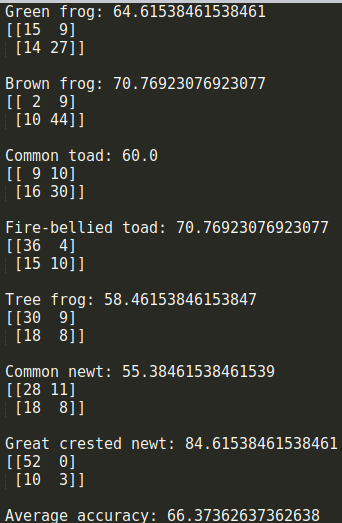 Green frog: 64.61538461538461
[[15  9]
 [14 27]]
Brown frog: 70.76923076923077
[[ 2  9]
 [10 44]]
Common toad: 60.0
[[ 9 10]
 [16 30]]
Fire-bellied toad: 70.76923076923077
[[36  4]
 [15 10]]
Tree frog: 58.46153846153847
[[30  9]
 [18  8]]
Common newt: 55.38461538461539
[[28 11]
 [18  8]]
Great crested newt: 84.61538461538461
[[52  0]
 [10  3]]
Average accuracy: 66.37362637362638